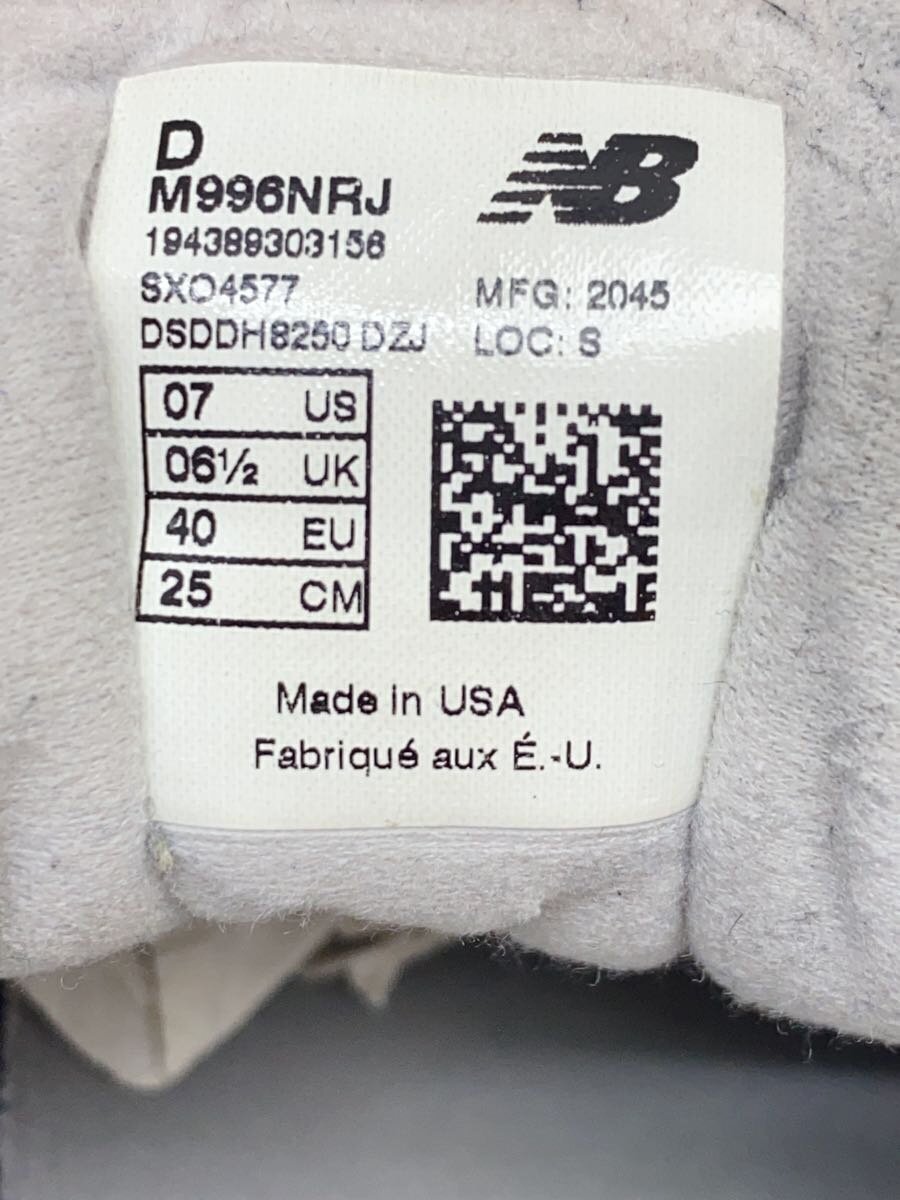 D
M996NRJ
NB
194389303156
SXO4577
MFG: 2045
DSDDH8250 DZJ
LOC: S
07 US
06½ UK
40 EU
25 CM
Made in USA
Fabriqué aux É.-U.